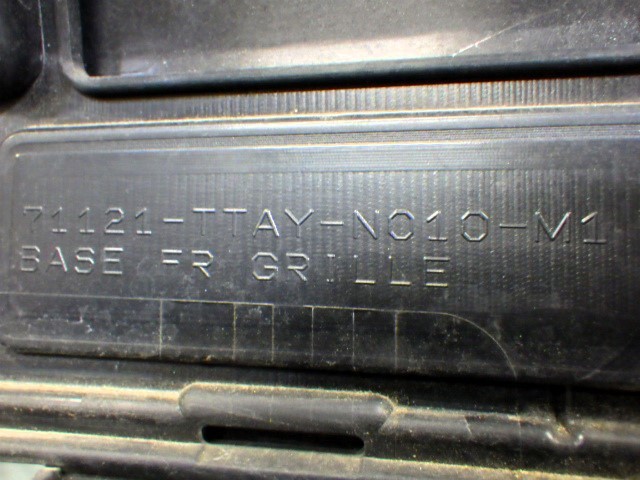 71121-TTAY-N010-M1
BASE FR GRILLE